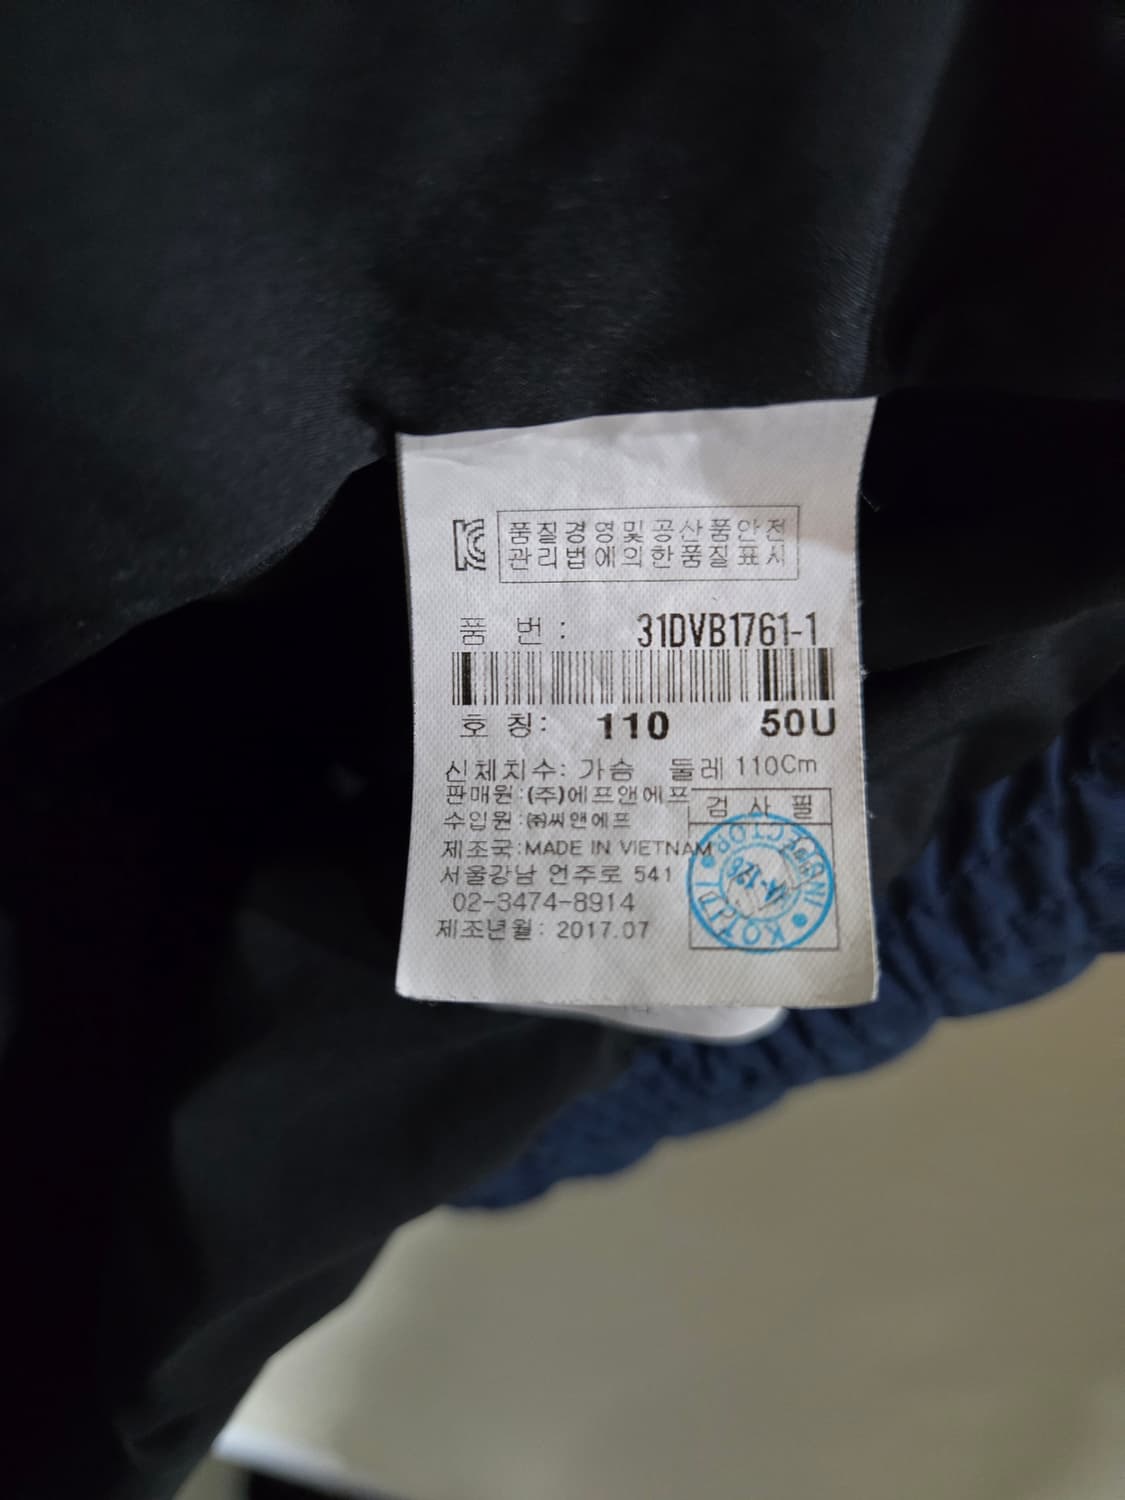 KC
품질경영및공산품안전
관리법에의한품질표시
품 번 : 31DVB1761-1
호 칭: 110 50U
신체치수: 가슴 둘레 110Cm
판매원:(주)에프앤에프
수입원:㈜씨앤에프
제조국:MADE IN VIETNAM
서울강남 언주로 541
02-3474-8914
제조년월: 2017.07
검 사 필
KOTITI INSPECTOR